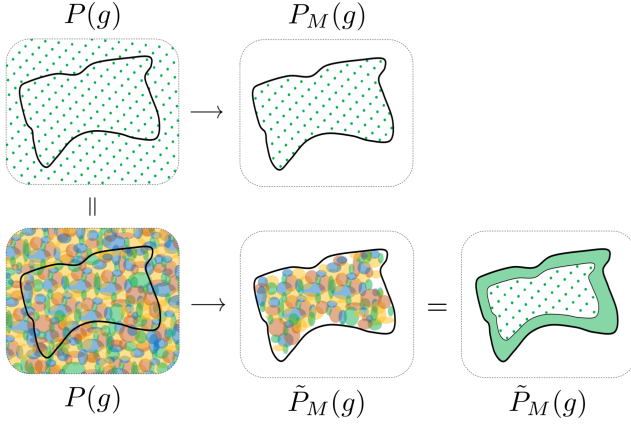 P(g) P_M(g)
→
||
→ =
P(g) P̃_M(g) P̃_M(g)